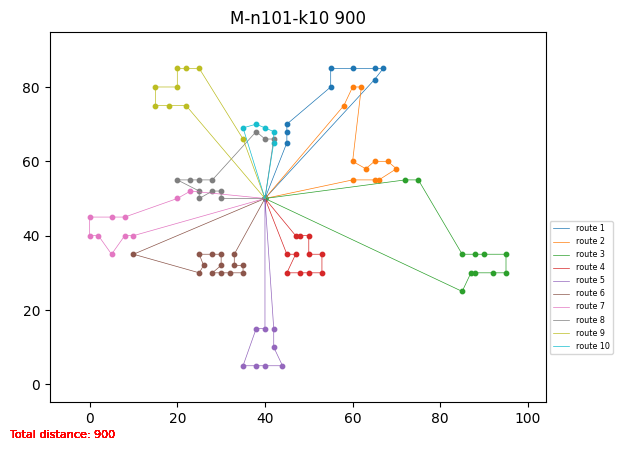 M-n101-k10 900
80
60
40
20
0
0
20
40
60
80
100
route 1
route 2
route 3
route 4
route 5
route 6
route 7
route 8
route 9
route 10
Total distance: 900